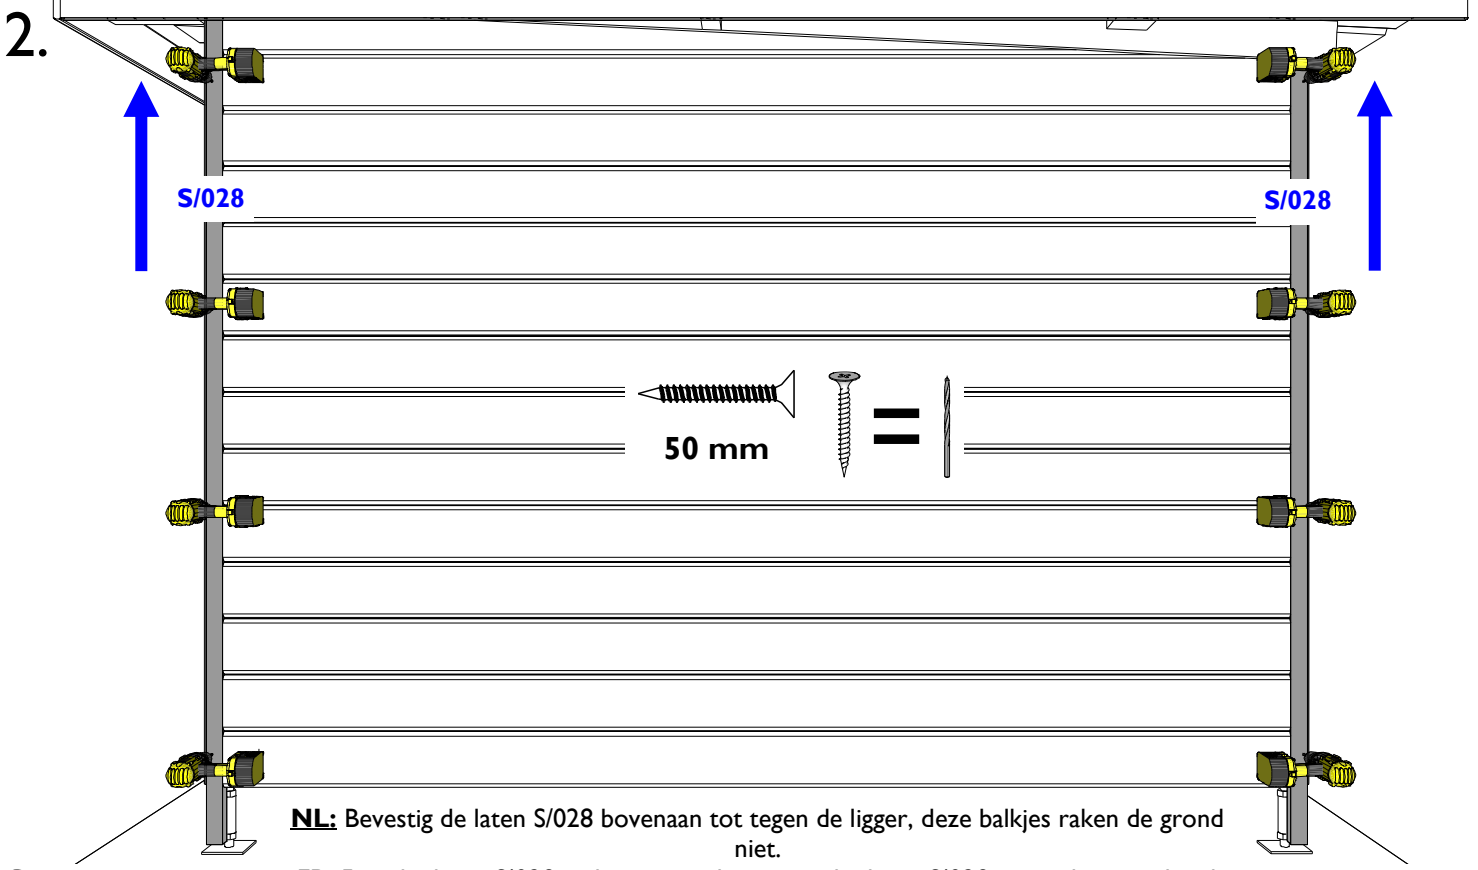 2.
S/028
S/028
50 mm
NL: Bevestig de laten S/028 bovenaan tot tegen de ligger, deze balkjes raken de grond
niet.